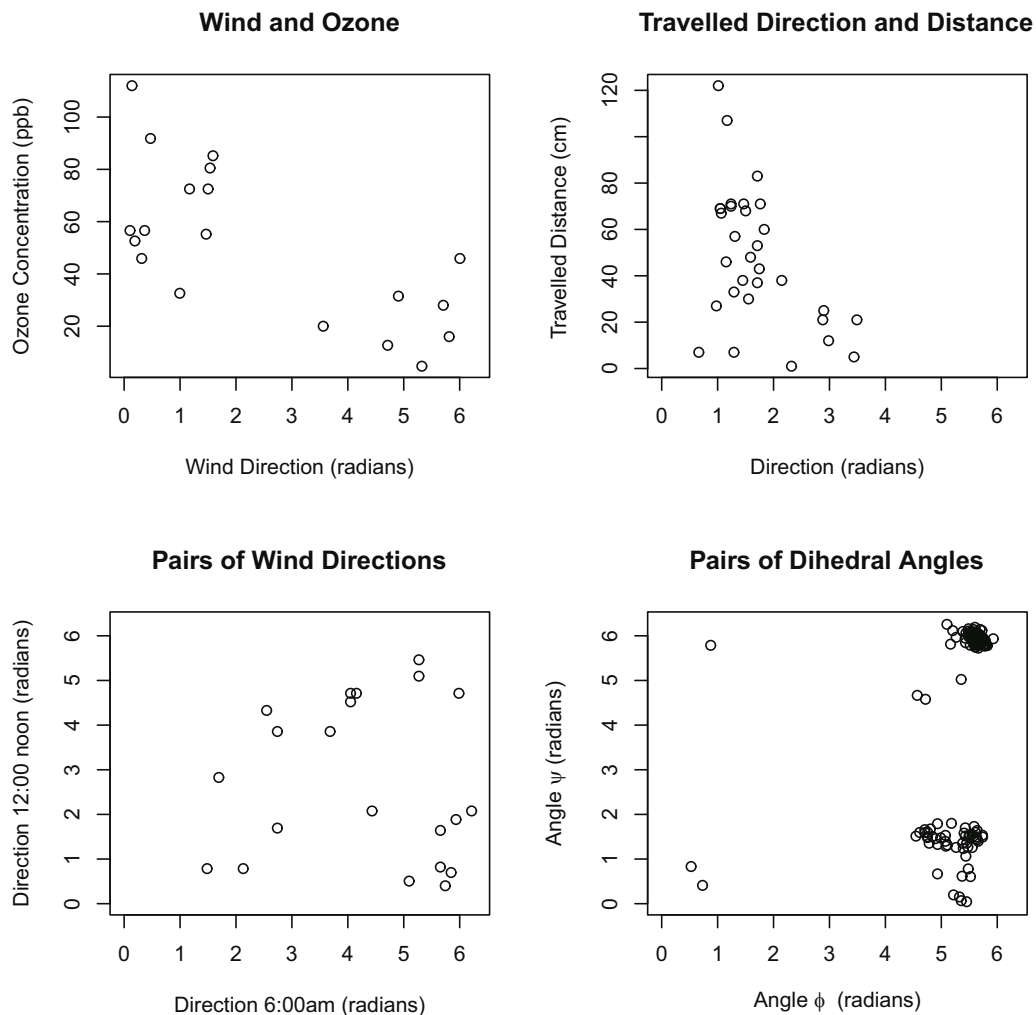 Wind and Ozone
Ozone Concentration (ppb)
100
80
60
40
20
0 1 2 3 4 5 6
Wind Direction (radians)
Travelled Direction and Distance
Travelled Distance (cm)
120
80
60
40
20
0
0 1 2 3 4 5 6
Direction (radians)
Pairs of Wind Directions
Direction 12:00 noon (radians)
6
5
4
3
2
1
0
0 1 2 3 4 5 6
Direction 6:00am (radians)
Pairs of Dihedral Angles
Angle ψ (radians)
6
5
4
3
2
1
0
0 1 2 3 4 5 6
Angle ϕ (radians)